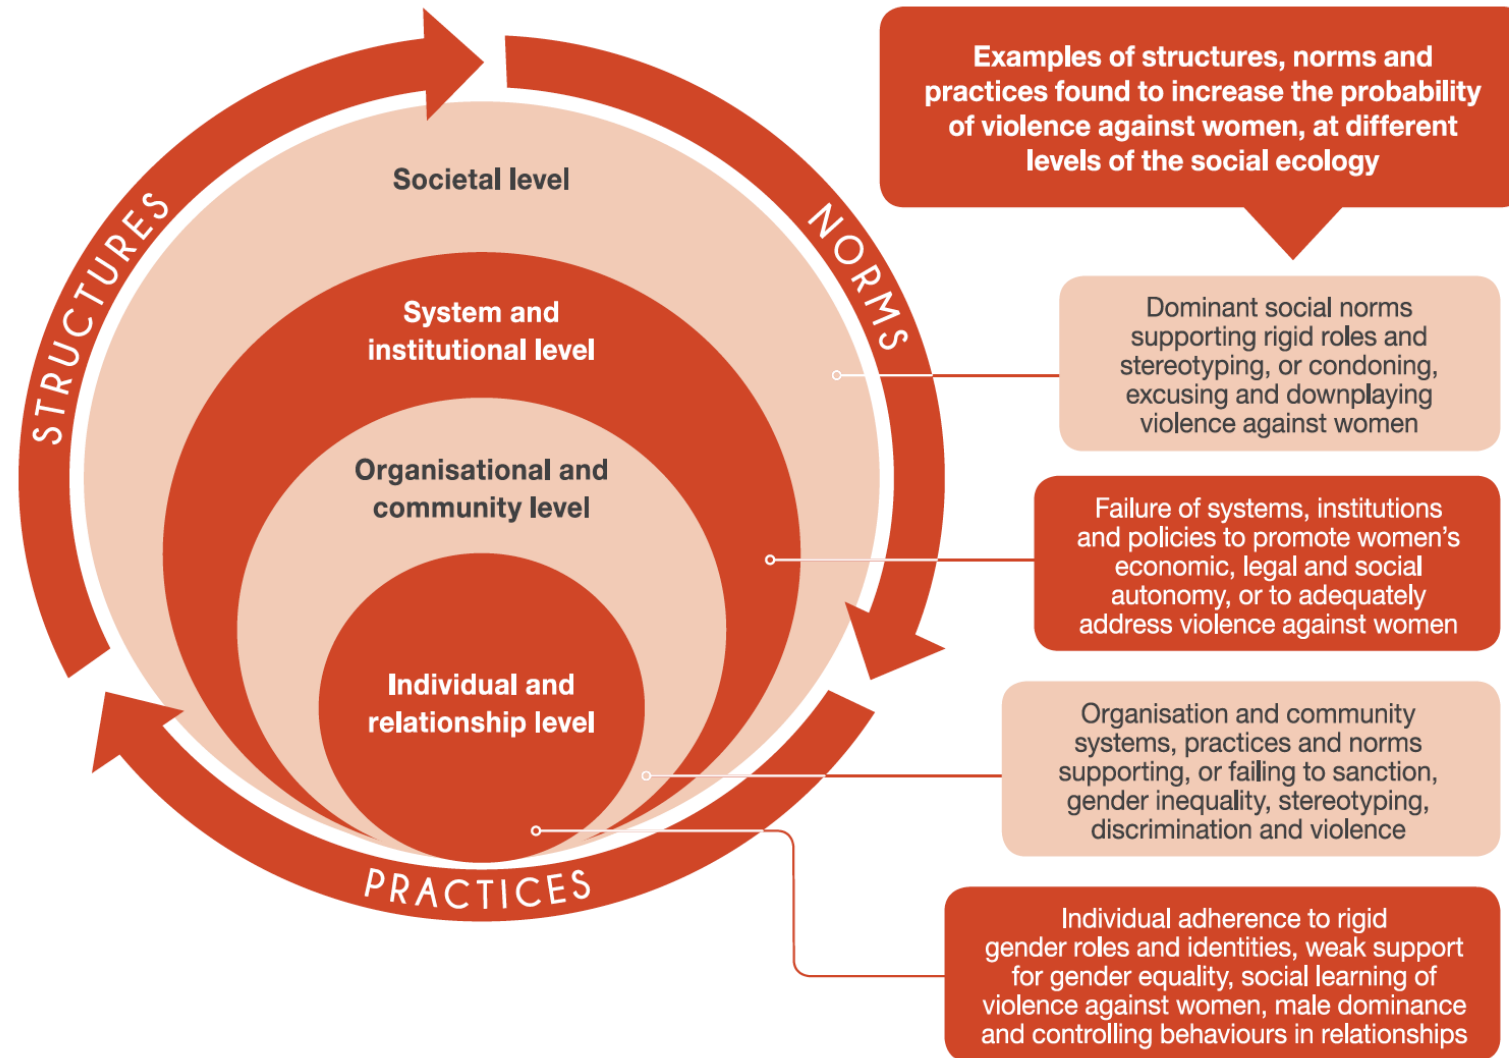 Examples of structures, norms and
practices found to increase the probability
of violence against women, at different
levels of the social ecology
STRUCTURES
NORMS
PRACTICES
Societal level
System and
institutional level
Organisational and
community level
Individual and
relationship level
Dominant social norms
supporting rigid roles and
stereotyping, or condoning,
excusing and downplaying
violence against women
Failure of systems, institutions
and policies to promote women’s
economic, legal and social
autonomy, or to adequately
address violence against women
Organisation and community
systems, practices and norms
supporting, or failing to sanction,
gender inequality, stereotyping,
discrimination and violence
Individual adherence to rigid
gender roles and identities, weak support
for gender equality, social learning of
violence against women, male dominance
and controlling behaviours in relationships